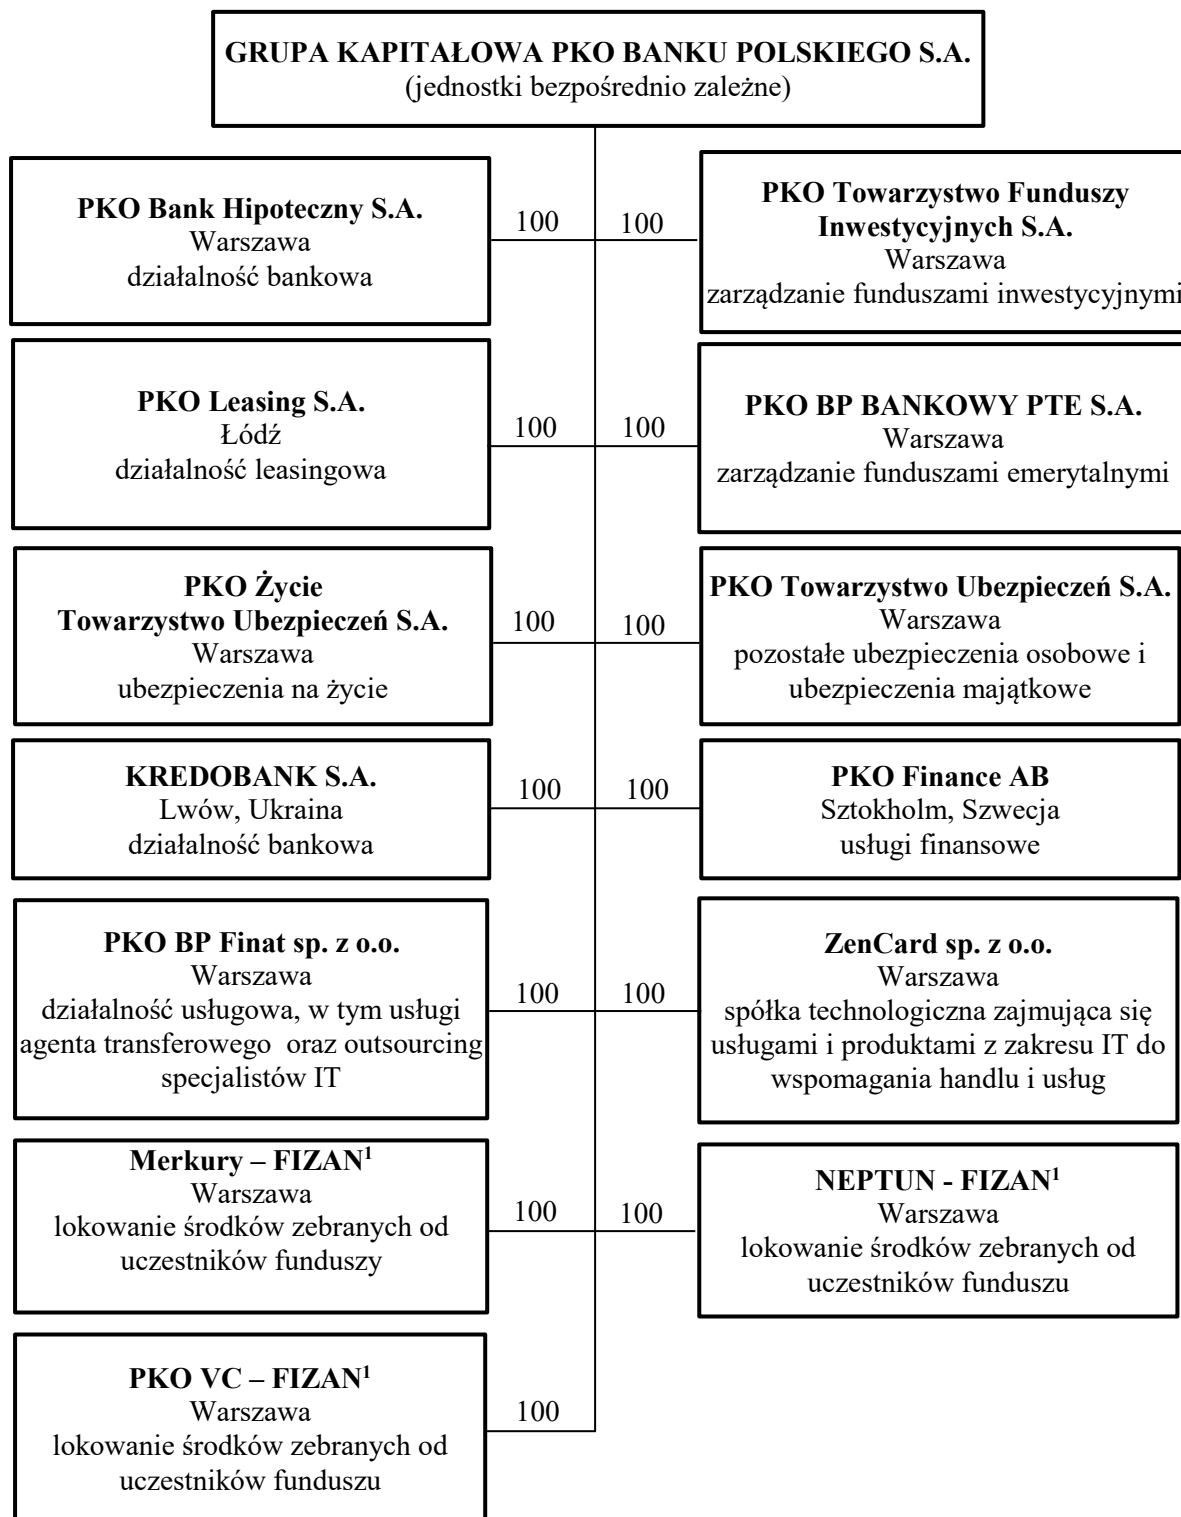 GRUPA KAPITAŁOWA PKO BANKU POLSKIEGO S.A.
(jednostki bezpośrednio zależne)
PKO Bank Hipoteczny S.A.
Warszawa
działalność bankowa
100
100
PKO Towarzystwo Funduszy
Inwestycyjnych S.A.
Warszawa
zarządzanie funduszami inwestycyjnymi
PKO Leasing S.A.
Łódź
działalność leasingowa
100
100
PKO BP BANKOWY PTE S.A.
Warszawa
zarządzanie funduszami emerytalnymi
PKO Życie
Towarzystwo Ubezpieczeń S.A.
Warszawa
ubezpieczenia na życie
100
100
PKO Towarzystwo Ubezpieczeń S.A.
Warszawa
pozostałe ubezpieczenia osobowe i
ubezpieczenia majątkowe
KREDOBANK S.A.
Lwów, Ukraina
działalność bankowa
100
100
PKO Finance AB
Sztokholm, Szwecja
usługi finansowe
PKO BP Finat sp. z o.o.
Warszawa
działalność usługowa, w tym usługi
agenta transferowego  oraz outsourcing
specjalistów IT
100
100
ZenCard sp. z o.o.
Warszawa
spółka technologiczna zajmująca się
usługami i produktami z zakresu IT do
wspomagania handlu i usług
Merkury – FIZAN¹
Warszawa
lokowanie środków zebranych od
uczestników funduszy
100
100
NEPTUN - FIZAN¹
Warszawa
lokowanie środków zebranych od
uczestników funduszu
PKO VC – FIZAN¹
Warszawa
lokowanie środków zebranych od
uczestników funduszu
100